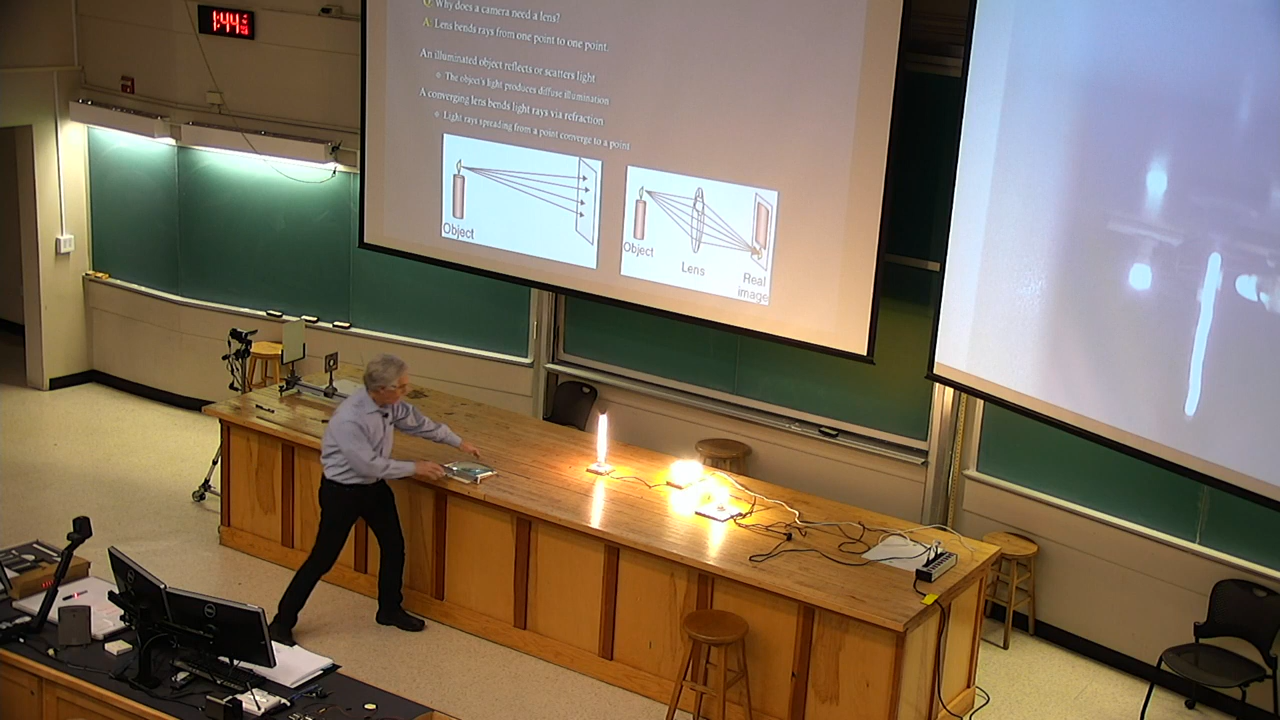 1:44
Q: Why does a camera need a lens?
A: Lens bends rays from one point to one point.
An illuminated object reflects or scatters light
The object's light produces diffuse illumination
A converging lens bends light rays via refraction
Light rays spreading from a point converge to a point
Object
Object
Lens
Real
image
DELL